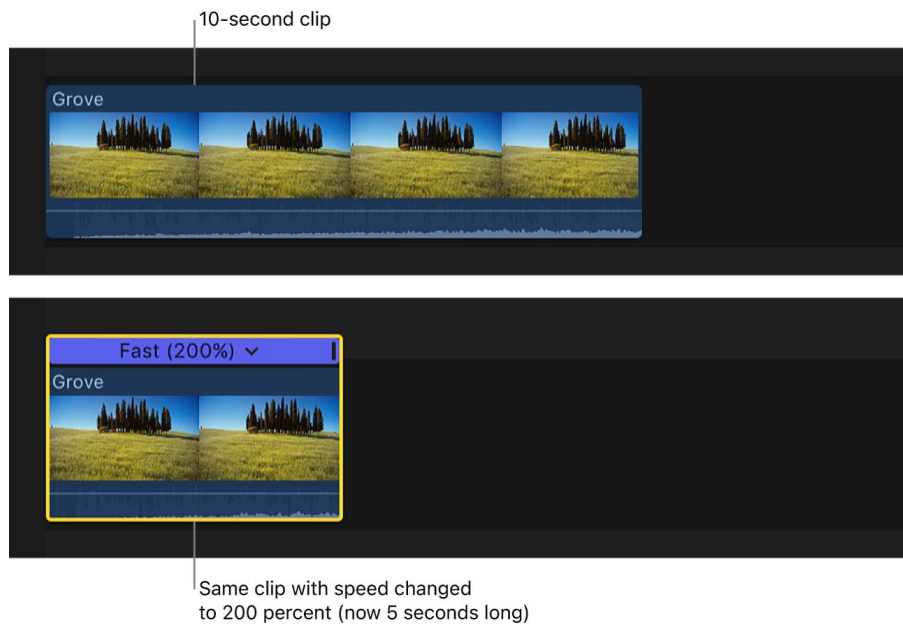 10-second clip
Grove
Fast (200%)
Grove
Same clip with speed changed
to 200 percent (now 5 seconds long)